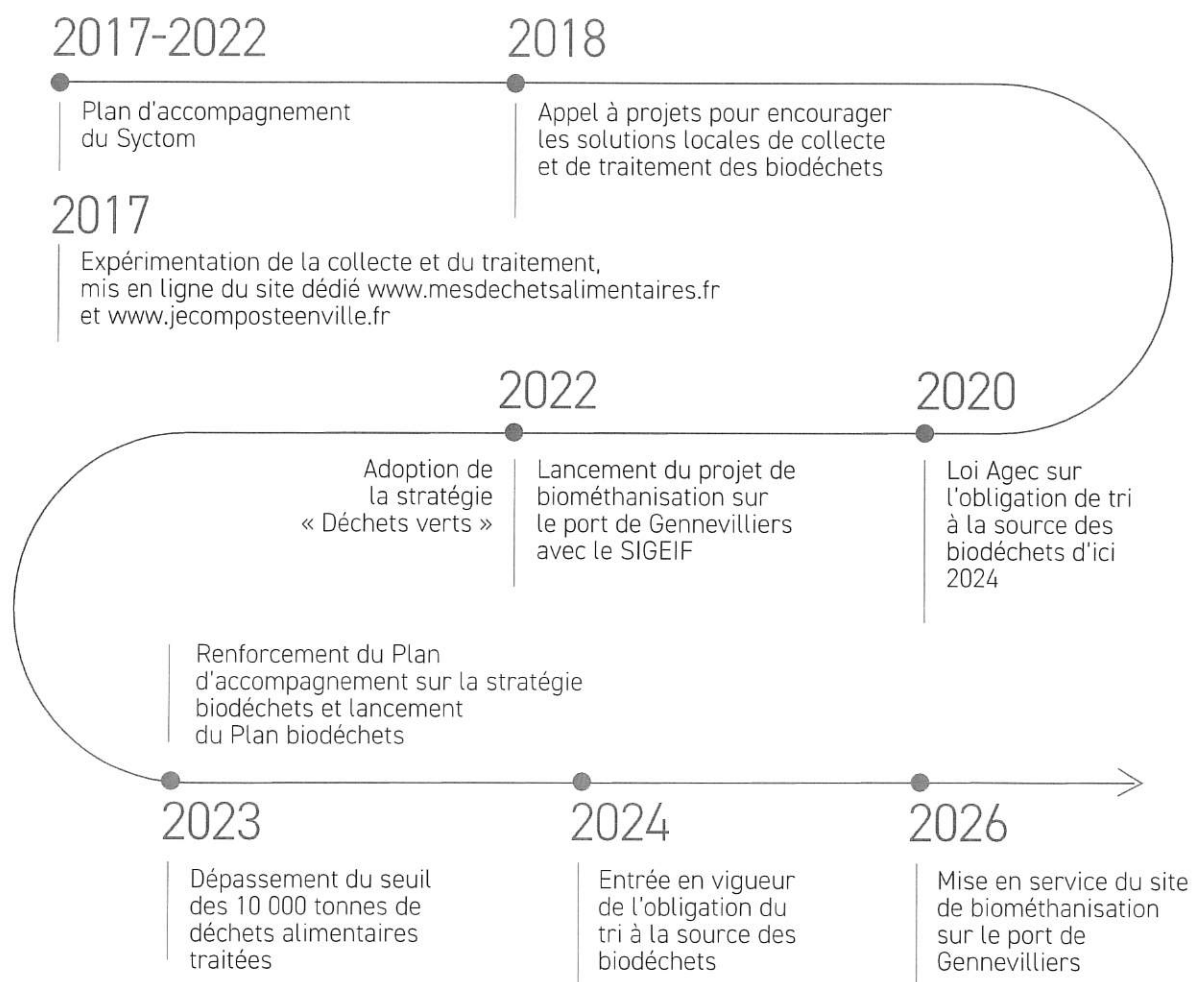 2017-2022
Plan d'accompagnement
du Syctom
2017
Expérimentation de la collecte et du traitement,
mis en ligne du site dédié www.mesdechetsalimentaires.fr
et www.jecomposteenville.fr
2018
Appel à projets pour encourager
les solutions locales de collecte
et de traitement des biodéchets
2020
Loi Agec sur
l'obligation de tri
à la source des
biodéchets d'ici
2024
2022
Adoption de
la stratégie
« Déchets verts »
Lancement du projet de
biométhanisation sur
le port de Gennevilliers
avec le SIGEIF
Renforcement du Plan
d'accompagnement sur la stratégie
biodéchets et lancement
du Plan biodéchets
2023
Dépassement du seuil
des 10 000 tonnes de
déchets alimentaires
traitées
2024
Entrée en vigueur
de l'obligation du
tri à la source des
biodéchets
2026
Mise en service du site
de biométhanisation
sur le port de
Gennevilliers